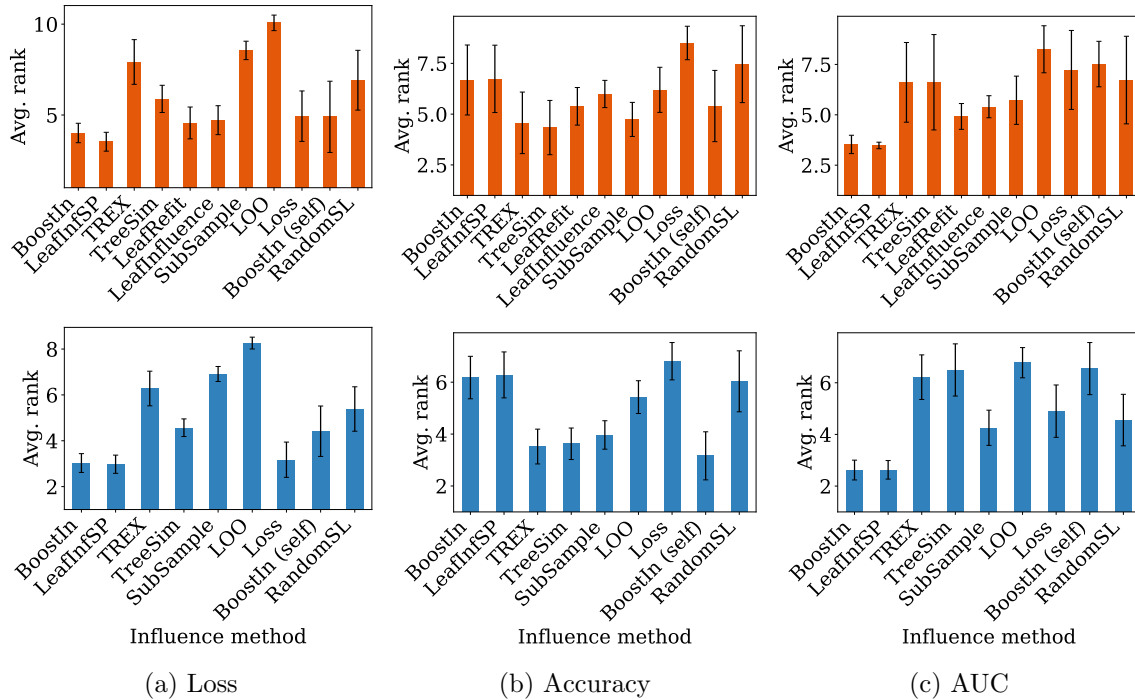 Avg. rank
10
5
BoostIn
LeafInfSP
TREX
TreeSim
LeafRefit
LeafInfluence
SubSample
LOO
Loss
BoostIn (self)
RandomSL
Avg. rank
7.5
5.0
2.5
BoostIn
LeafInfSP
TREX
TreeSim
LeafRefit
LeafInfluence
SubSample
LOO
Loss
BoostIn (self)
RandomSL
Avg. rank
7.5
5.0
2.5
BoostIn
LeafInfSP
TREX
TreeSim
LeafRefit
LeafInfluence
SubSample
LOO
Loss
BoostIn (self)
RandomSL
Avg. rank
8
6
4
2
BoostIn
LeafInfSP
TREX
TreeSim
SubSample
LOO
Loss
BoostIn (self)
RandomSL
Influence method
Avg. rank
6
4
2
BoostIn
LeafInfSP
TREX
TreeSim
SubSample
LOO
Loss
BoostIn (self)
RandomSL
Influence method
Avg. rank
6
4
2
BoostIn
LeafInfSP
TREX
TreeSim
SubSample
LOO
Loss
BoostIn (self)
RandomSL
Influence method
(a) Loss
(b) Accuracy
(c) AUC